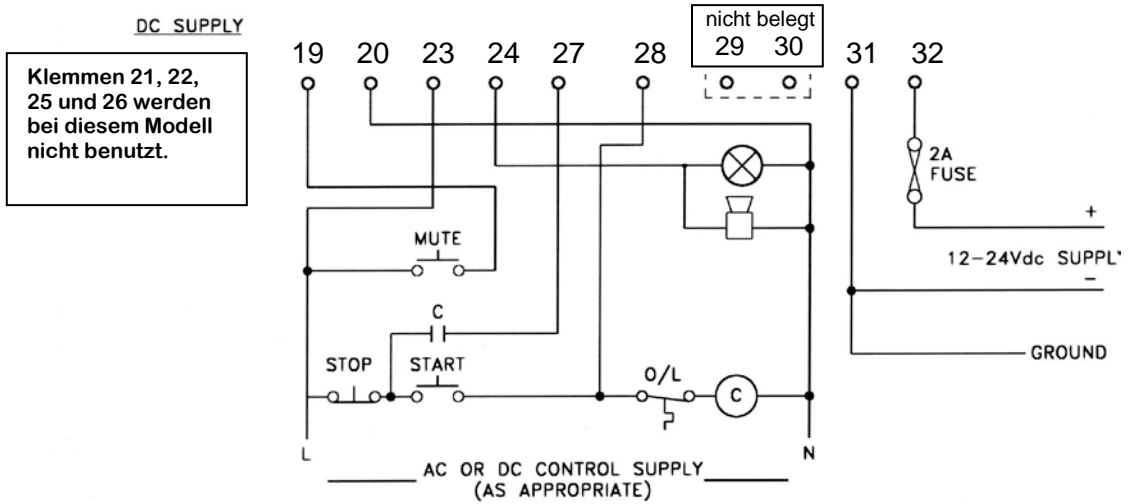 DC SUPPLY
Klemmen 21, 22,
25 und 26 werden
bei diesem Modell
nicht benutzt.
nicht belegt
19 20 23 24 27 28 29 30 31 32
2A
FUSE
+
MUTE
12-24Vdc SUPPLY
−
C
GROUND
STOP START O/L
C
L N
AC OR DC CONTROL SUPPLY
(AS APPROPRIATE)